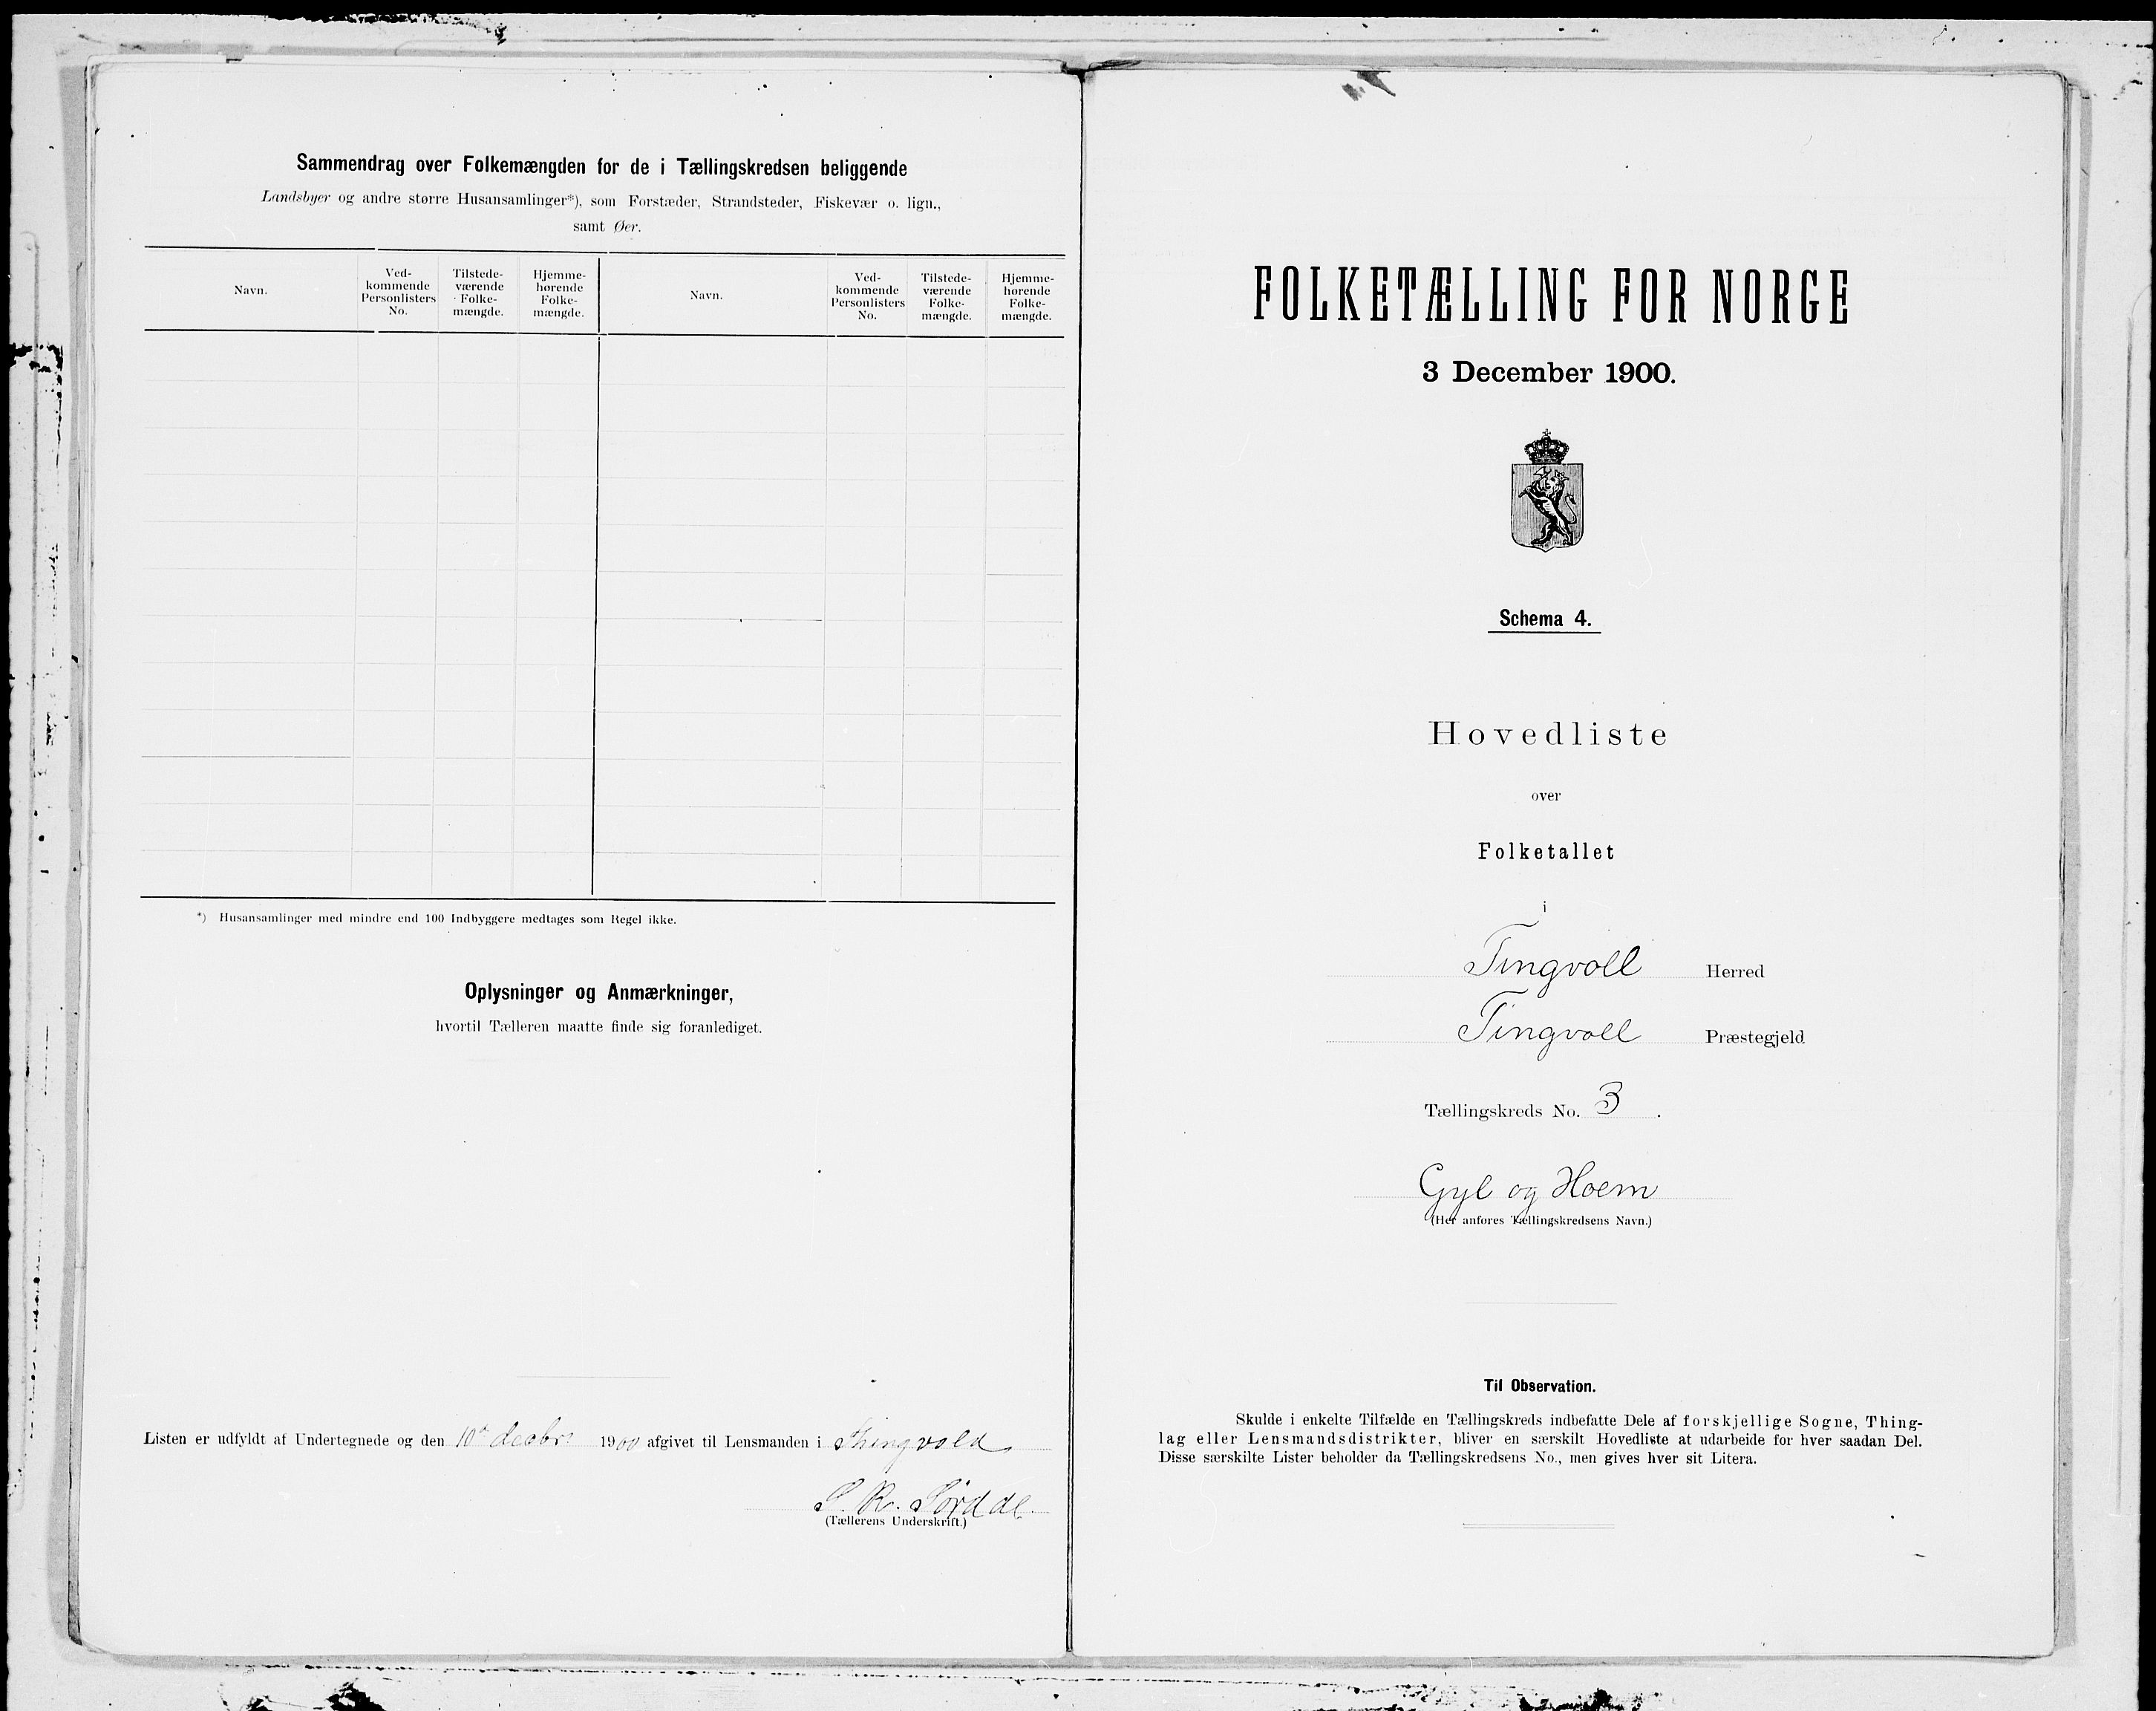 Sammendrag over Folkemængden for de i Tællingskredsen beliggende
Landsbyer og andre større Husansamlinger*), som Forstæder, Strandsteder, Fiskevær o. lign.,
samt Øer.
Navn.
Ved-
kommende
Personlisters
No.
Tilstede-
værende
Folke-
mængde.
Hjemme-
hørende
Folke-
mængde.
Navn.
Ved-
kommende
Personlisters
No.
Tilstede-
værende
Folke-
mængde.
Hjemme-
hørende
Folke-
mængde.
*) Husansamlinger med mindre end 100 Indbyggere medtages som Regel ikke.
Oplysninger og Anmærkninger,
hvortil Tælleren maatte finde sig foranlediget.
Listen er udfyldt af Undertegnede og den 10de 1900 afgivet til Lensmanden i Thingvold
S. R.
(Tællerens Underskrift.)
FOLKETÆLLING FOR NORGE
3 December 1900.
Schema 4.
Hovedliste
over
Folketallet
i
Tingvoll Herred
Tingvoll Præstegjeld
Tællingskreds No. 3.
Gyl og Hoem
(Her anføres Tællingskredsens Navn.)
Til Observation.
Skulde i enkelte Tilfælde en Tællingskreds indbefatte Dele af forskjellige Sogne, Thing-
lag eller Lensmandsdistrikter, bliver en særskilt Hovedliste at udarbeide for hver saadan Del.
Disse særskilte Lister beholder da Tællingskredsens No., men gives hver sit Litera.